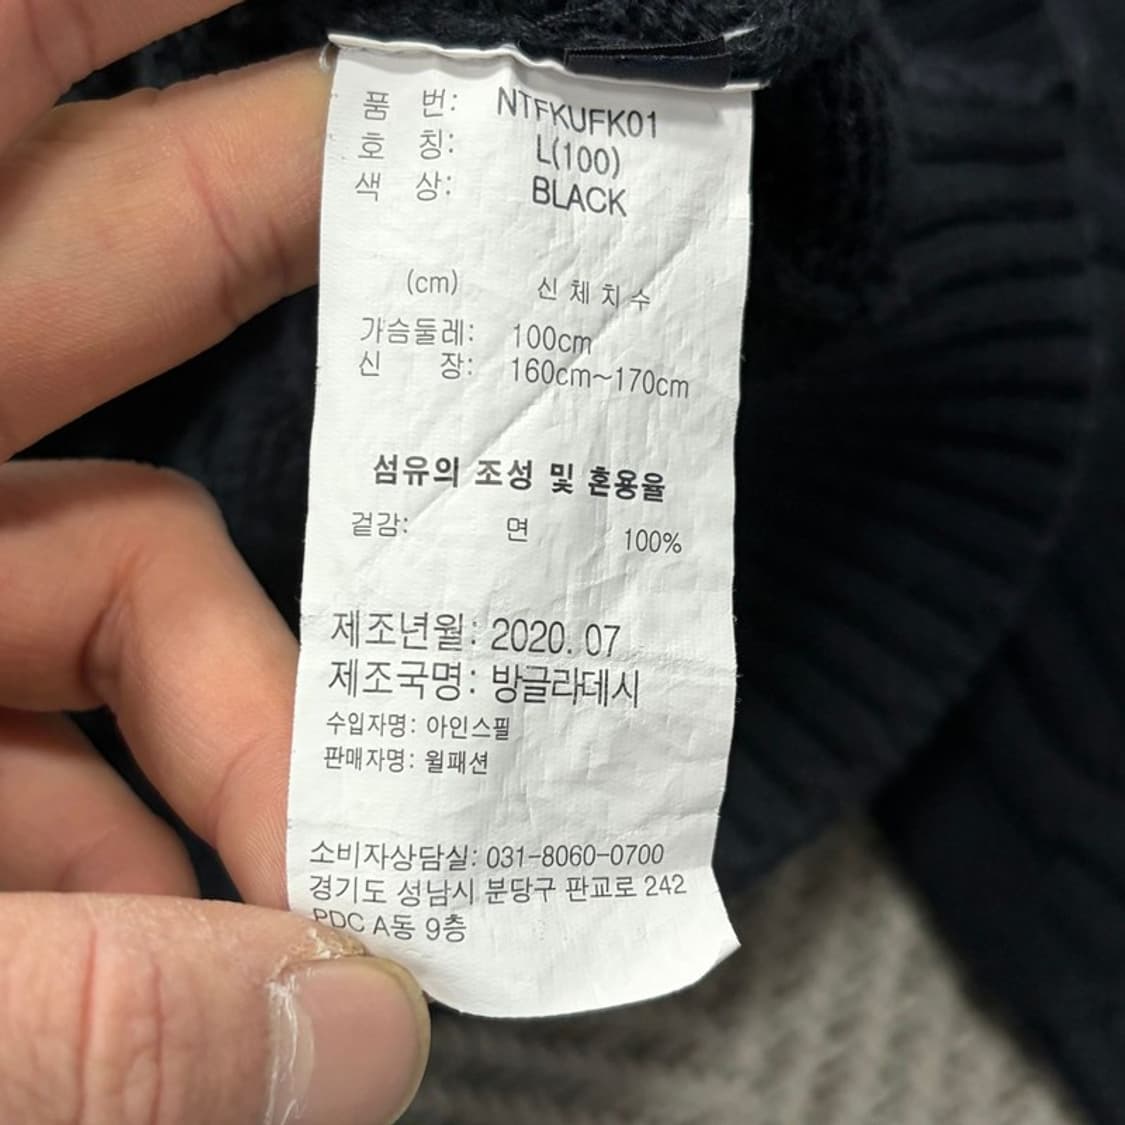 품 번: NTFKUFK01
호 칭: L(100)
색 상: BLACK
(cm) 신체치수
가슴둘레: 100cm
신 장: 160cm~170cm
섬유의 조성 및 혼용율
겉감: 면 100%
제조년월: 2020. 07
제조국명: 방글라데시
수입자명: 아인스필
판매자명: 윌패션
소비자상담실: 031-8060-0700
경기도 성남시 분당구 판교로 242
PDC A동 9층